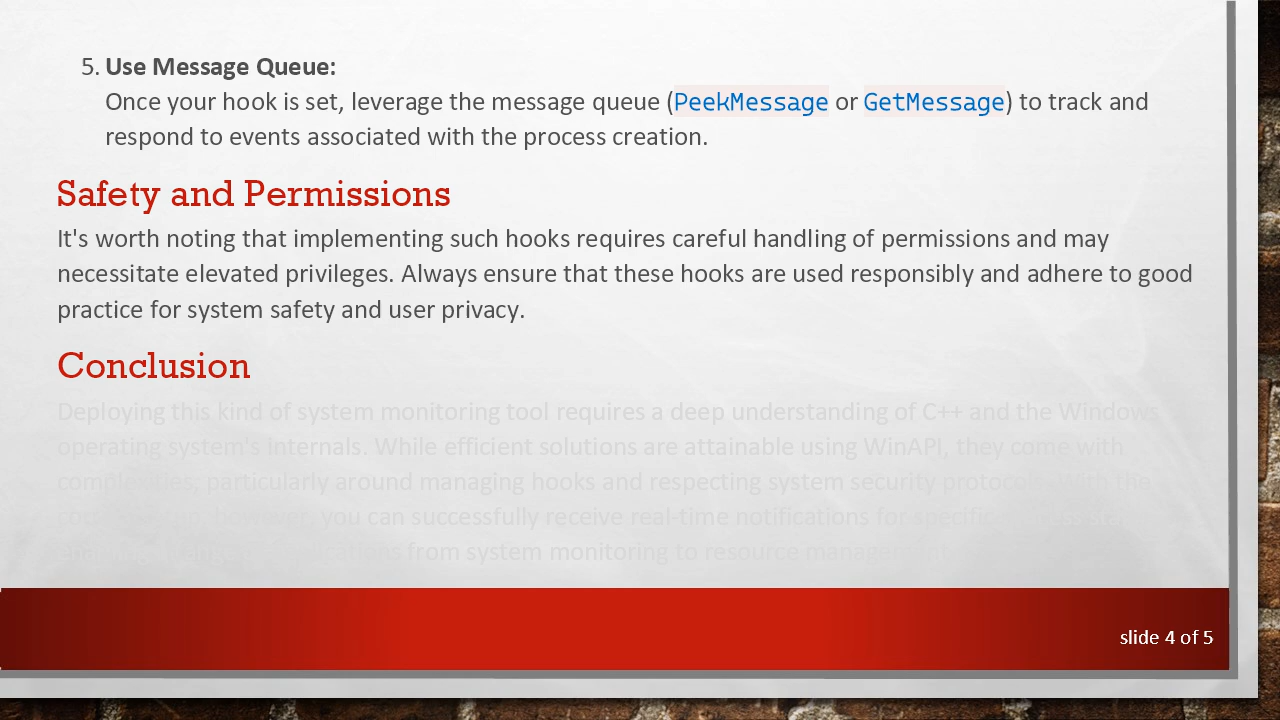 5. Use Message Queue:
Once your hook is set, leverage the message queue (PeekMessage or GetMessage) to track and
respond to events associated with the process creation.
Safety and Permissions
It's worth noting that implementing such hooks requires careful handling of permissions and may
necessitate elevated privileges. Always ensure that these hooks are used responsibly and adhere to good
practice for system safety and user privacy.
Conclusion
Deploying this kind of system monitoring tool requires a deep understanding of C++ and the Windows
operating system's internals. While efficient solutions are attainable using WinAPI, they come with
complexities, particularly around managing hooks and respecting system security protocols. With the
you can successfully receive real-time notifications for specific
from system monitoring to resource management
slide 4 of 5